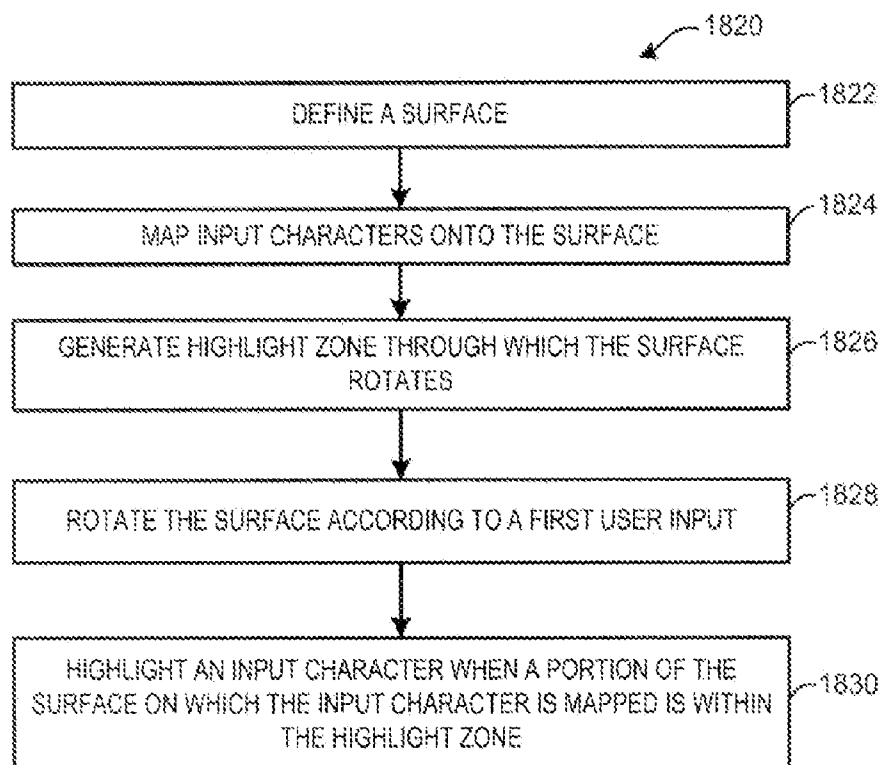 1820
DEFINE A SURFACE
1822
MAP INPUT CHARACTERS ONTO THE SURFACE
1824
GENERATE HIGHLIGHT ZONE THROUGH WHICH THE SURFACE
ROTATES
1826
ROTATE THE SURFACE ACCORDING TO A FIRST USER INPUT
1828
HIGHLIGHT AN INPUT CHARACTER WHEN A PORTION OF THE
SURFACE ON WHICH THE INPUT CHARACTER IS MAPPED IS WITHIN
THE HIGHLIGHT ZONE
1830